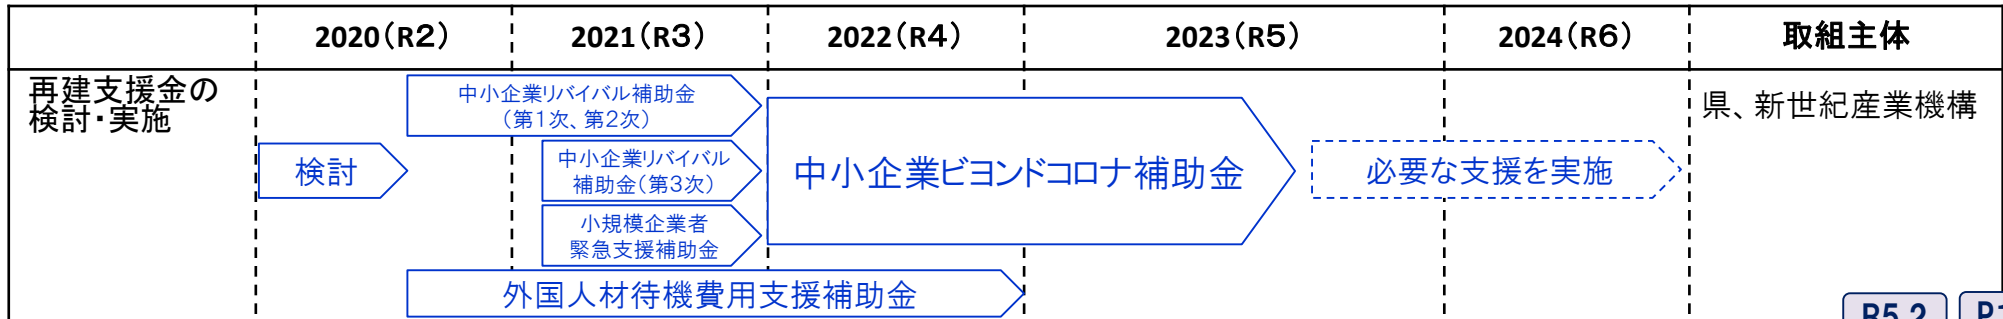 2020(R2)
2021(R3)
2022(R4)
2023(R5)
2024(R6)
取組主体
再建支援金の
検討・実施
検討
中小企業リバイバル補助金
(第1次、第2次)
中小企業リバイバル
補助金(第3次)
小規模企業者
緊急支援補助金
外国人材待機費用支援補助金
中小企業ビヨンドコロナ補助金
必要な支援を実施
県、新世紀産業機構
R5.2